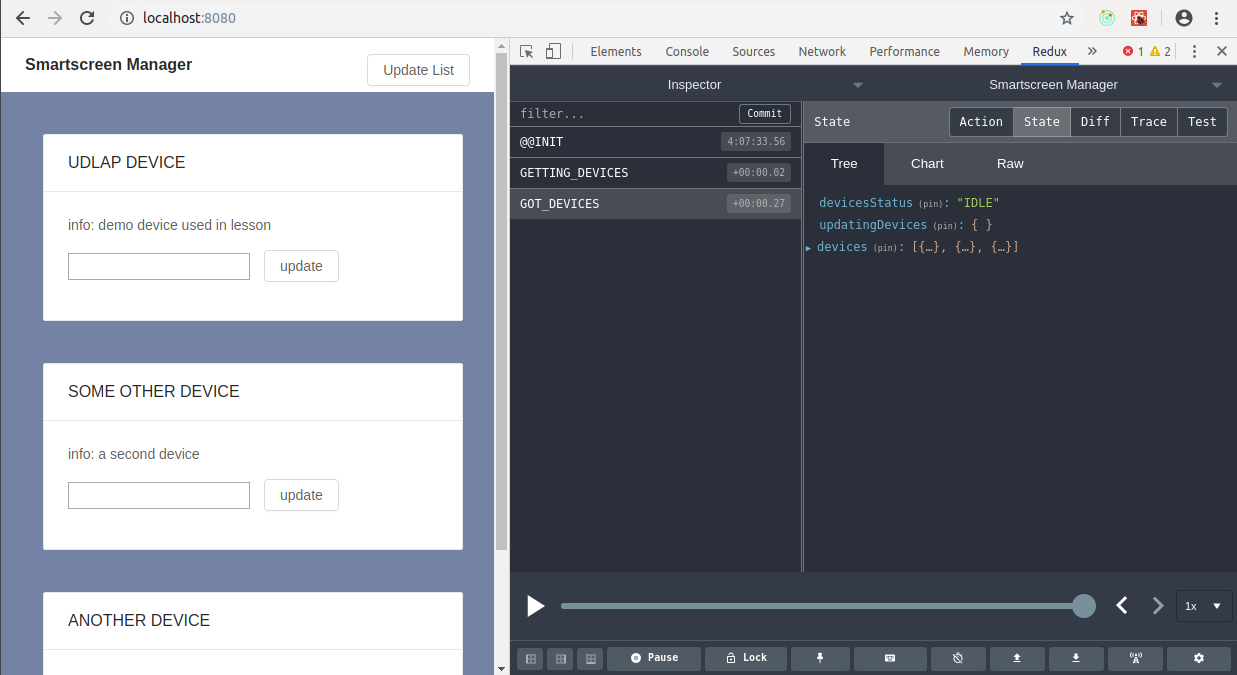 localhost:8080
Smartscreen Manager
Update List
UDLAP DEVICE
info: demo device used in lesson
update
SOME OTHER DEVICE
info: a second device
update
ANOTHER DEVICE
Elements Console Sources Network Performance Memory Redux » 1 2
Inspector Smartscreen Manager
filter... Commit
@@INIT 4:07:33.56
GETTING_DEVICES +00:00.02
GOT_DEVICES +00:00.27
State Action State Diff Trace Test
Tree Chart Raw
devicesStatus (pin): "IDLE"
updatingDevices (pin): { }
devices (pin): [{…}, {…}, {…}]
1x
Pause Lock